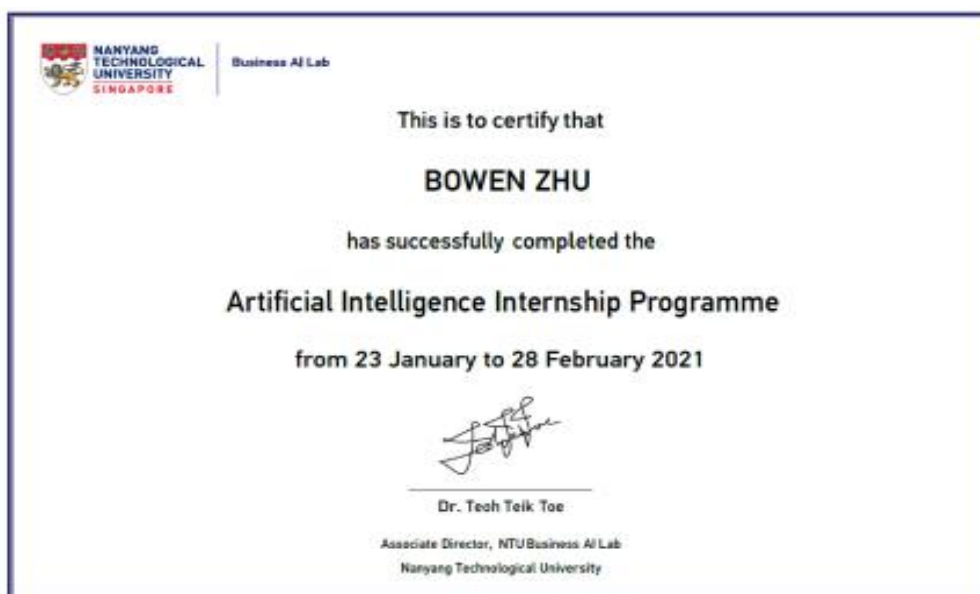 NANYANG
TECHNOLOGICAL
UNIVERSITY
SINGAPORE
Business AI Lab
This is to certify that
BOWEN ZHU
has successfully completed the
Artificial Intelligence Internship Programme
from 23 January to 28 February 2021
Dr. Teoh Teik Toe
Associate Director, NTU Business AI Lab
Nanyang Technological University